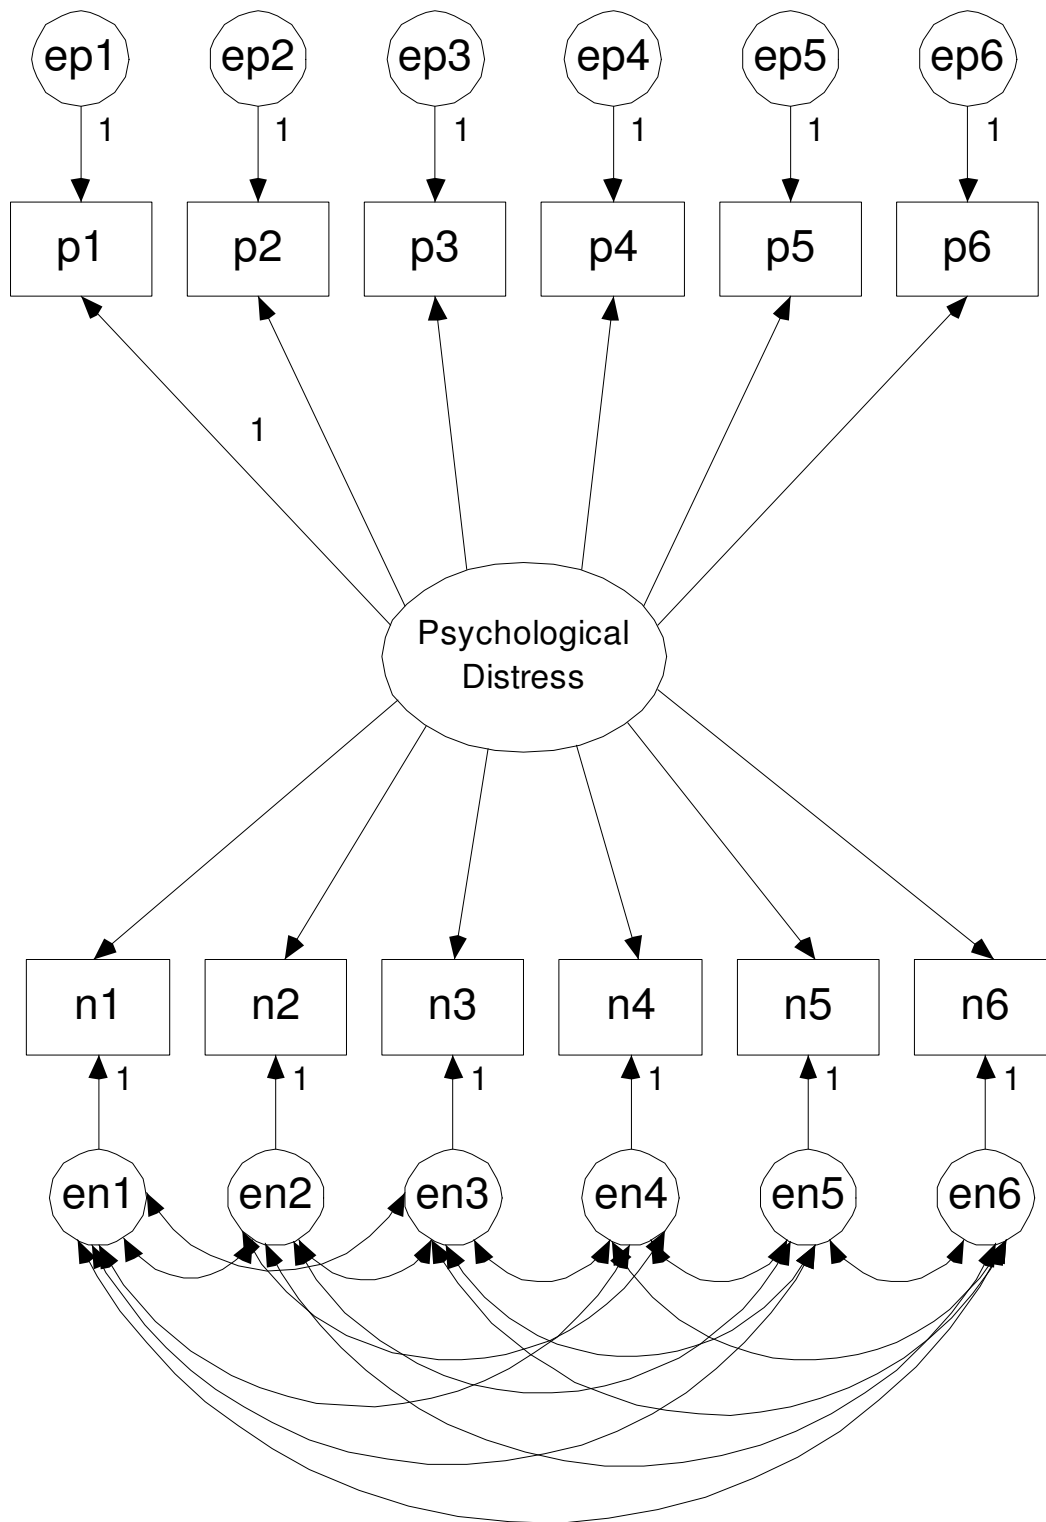 ep1 ep2 ep3 ep4 ep5 ep6
1 1 1 1 1 1
p1 p2 p3 p4 p5 p6
1
Psychological
Distress
n1 n2 n3 n4 n5 n6
1 1 1 1 1 1
en1 en2 en3 en4 en5 en6